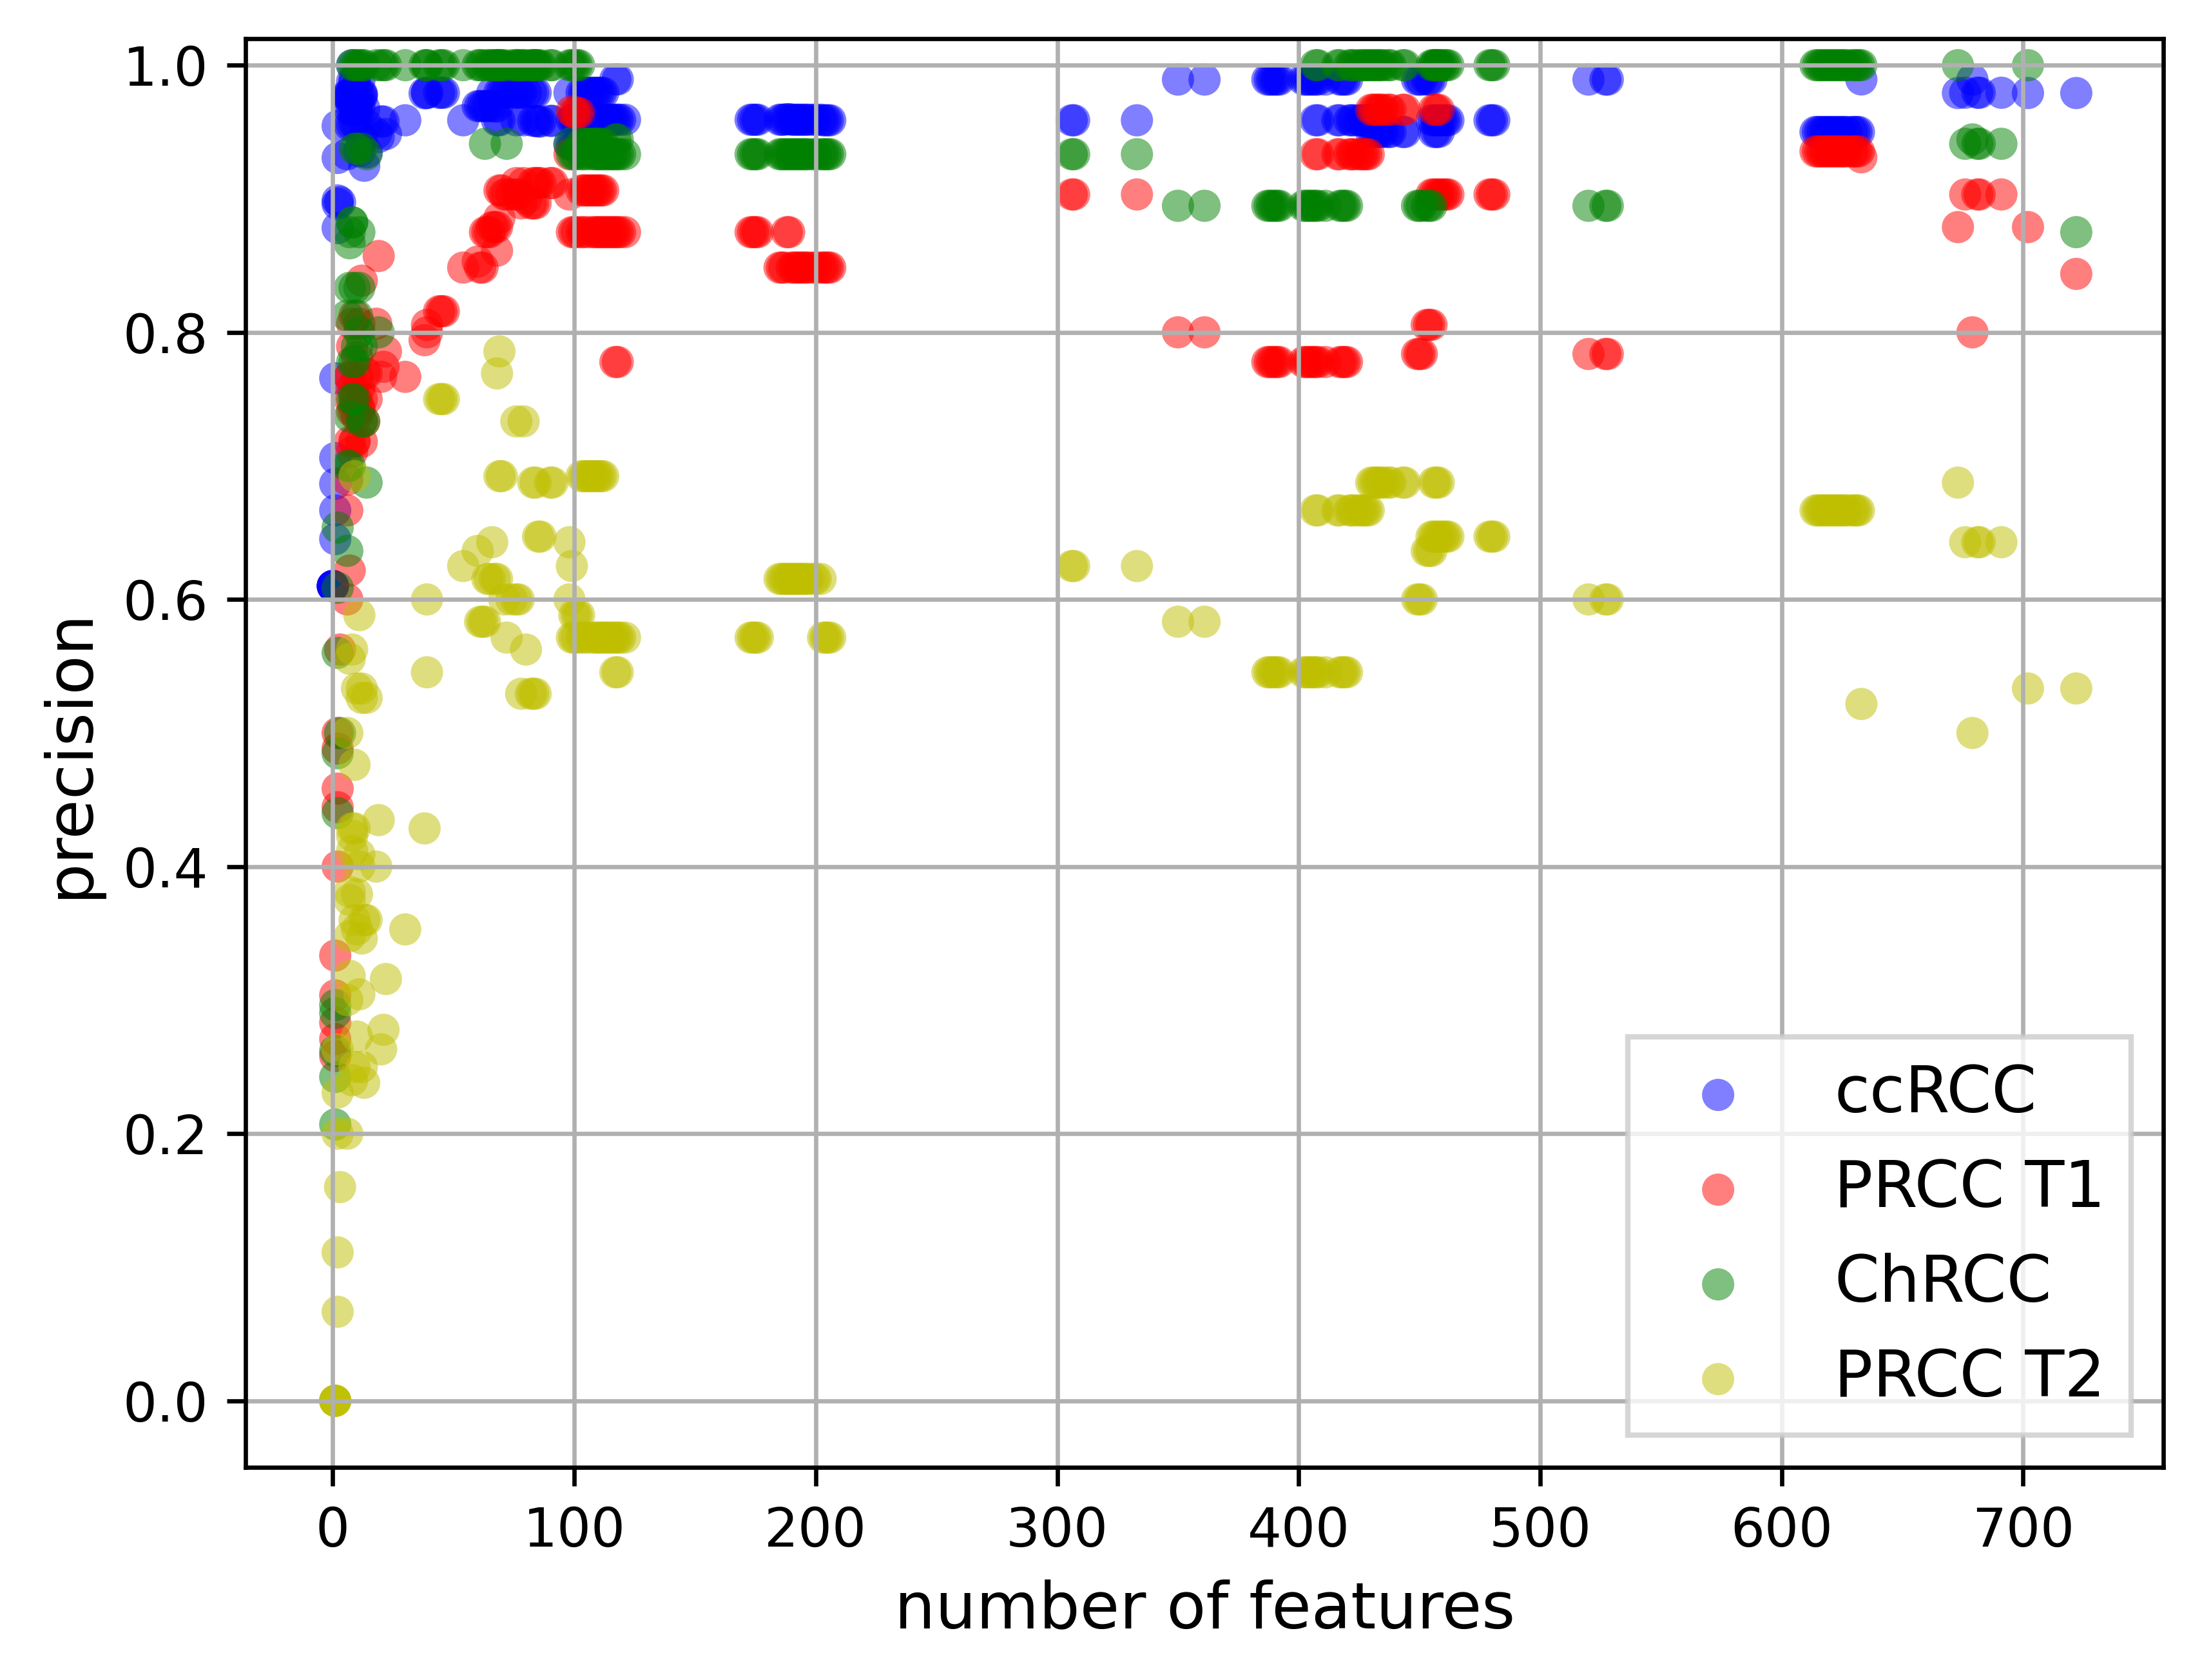 1.0
0.8
0.6
0.4
0.2
0.0
precision
0 100 200 300 400 500 600 700
number of features
ccRCC
PRCC T1
ChRCC
PRCC T2